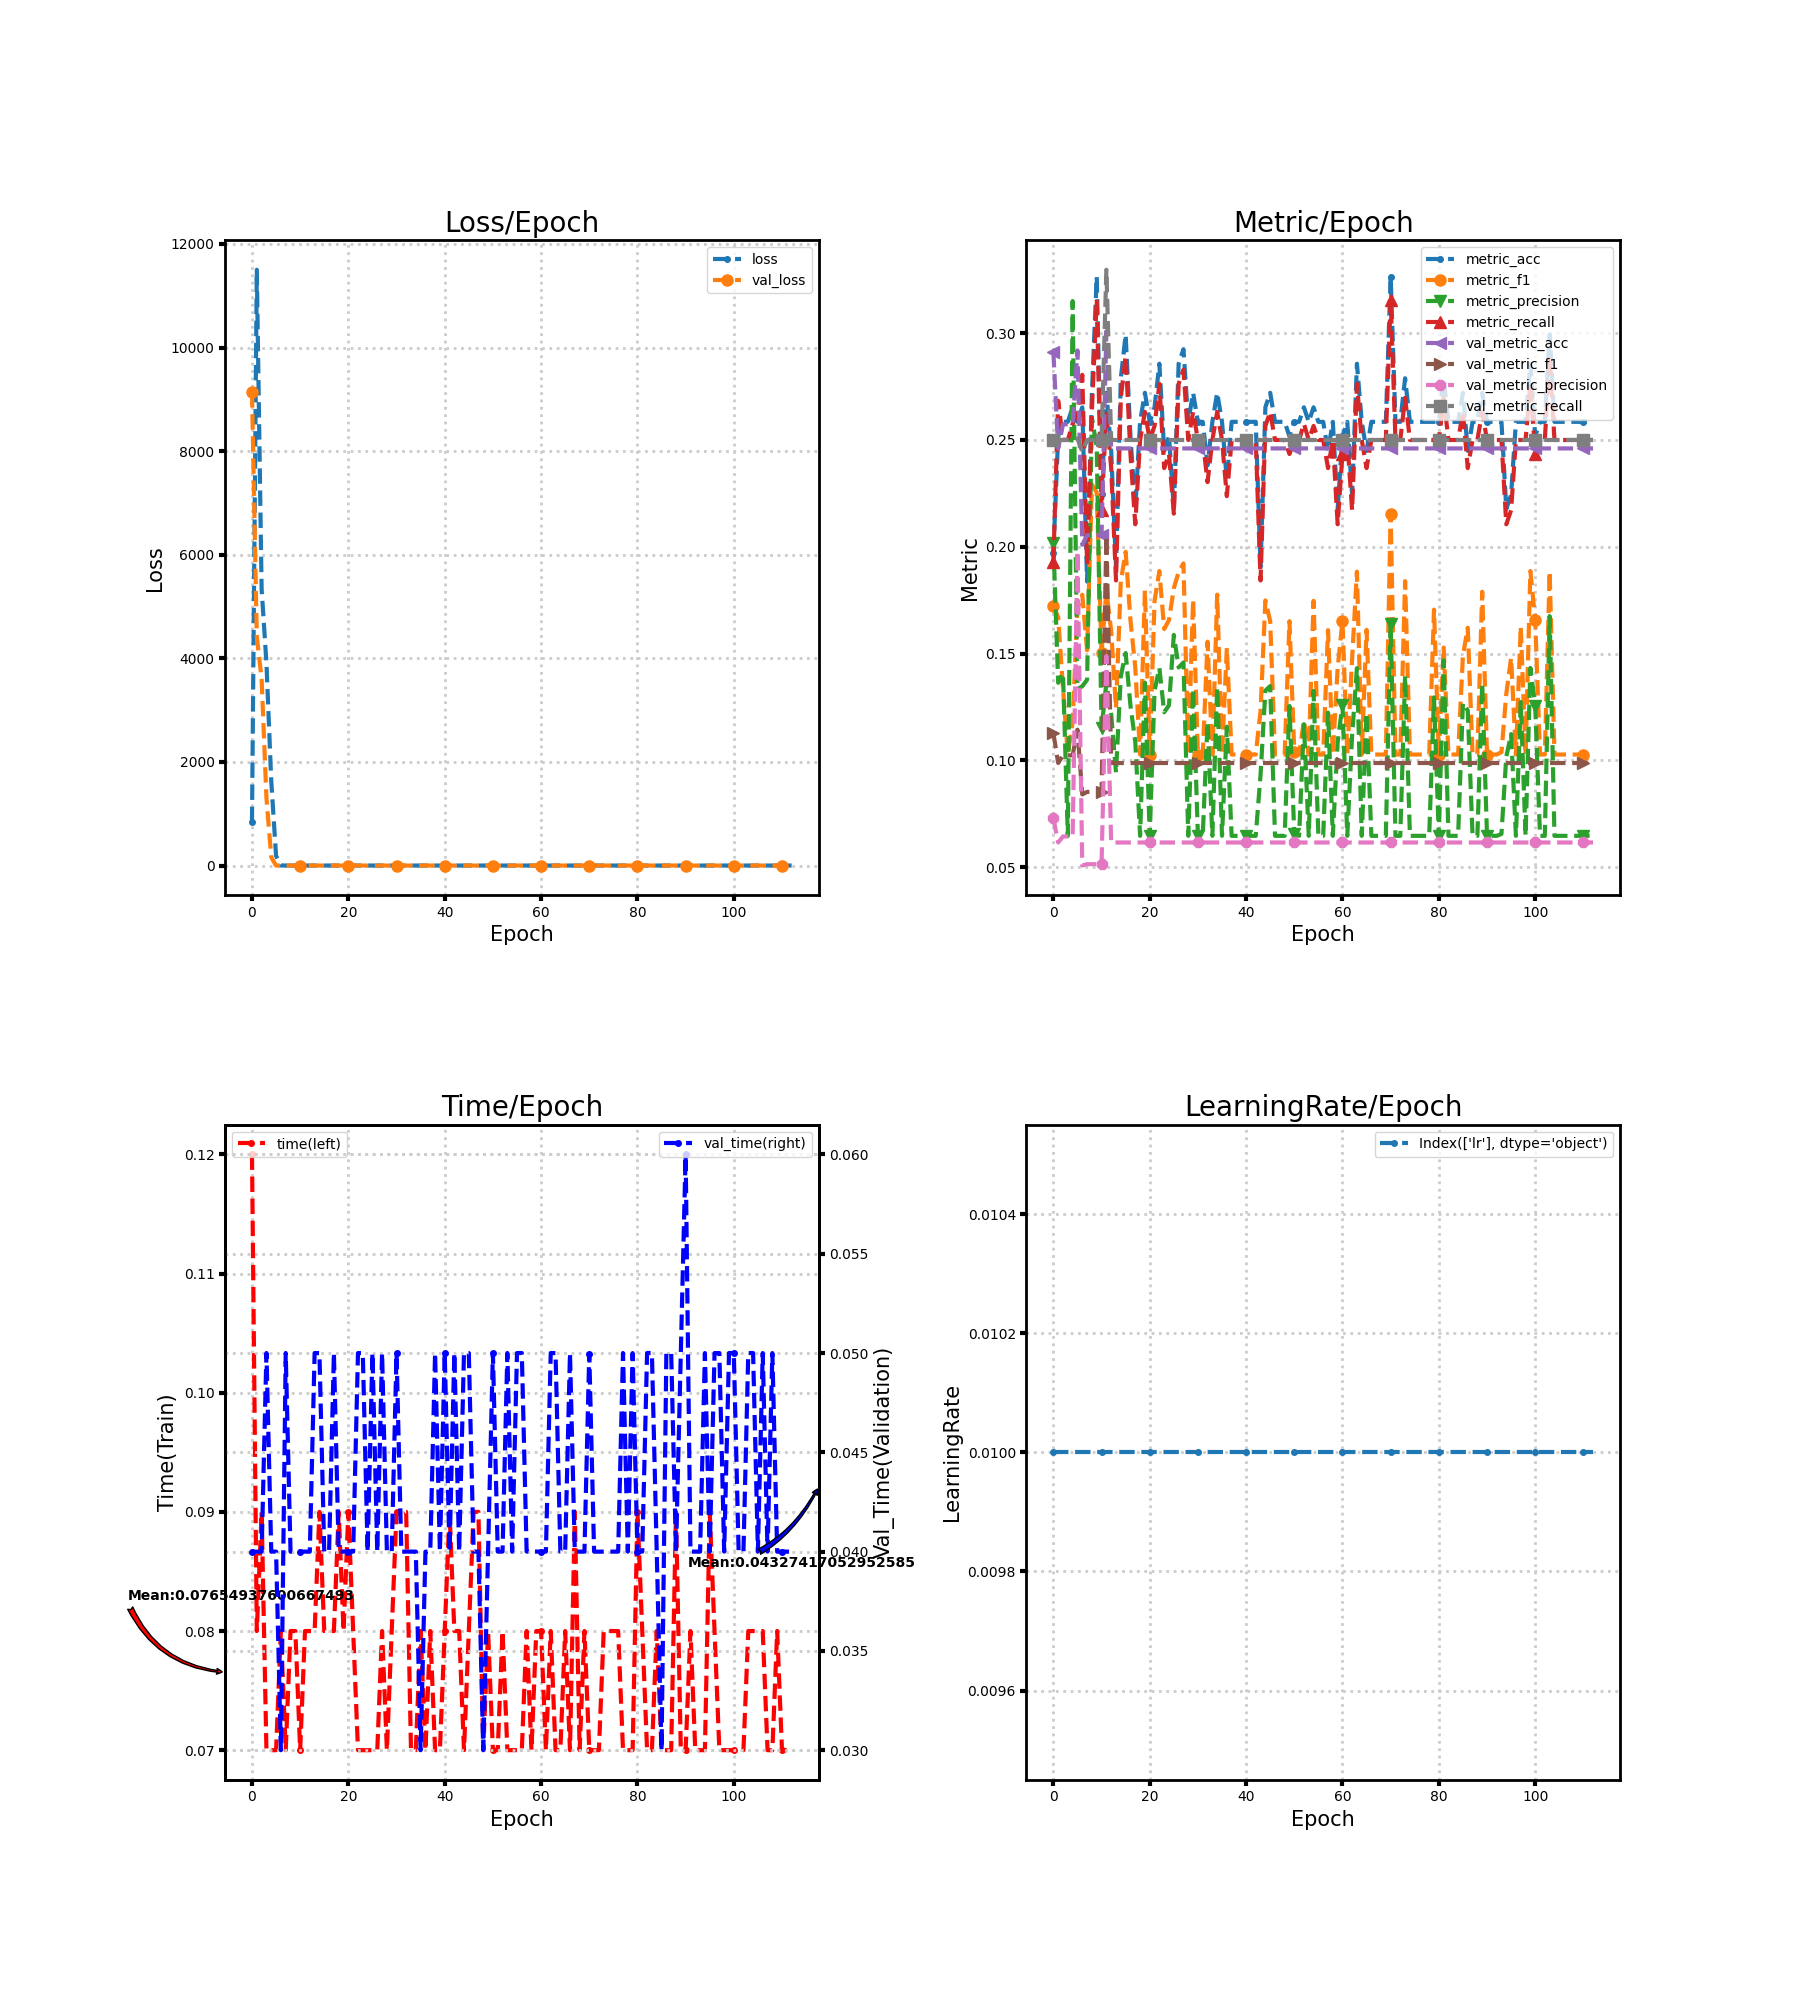 Loss/Epoch
12000
10000
8000
6000
4000
2000
0
Loss
0 20 40 60 80 100
Epoch
loss
val_loss
Metric/Epoch
0.30
0.25
0.20
0.15
0.10
0.05
Metric
0 20 40 60 80 100
Epoch
metric_acc
metric_f1
metric_precision
metric_recall
val_metric_acc
val_metric_f1
val_metric_precision
val_metric_recall
Time/Epoch
time(left)
val_time(right)
0.12
0.11
0.10
0.09
0.08
0.07
Time(Train)
0.060
0.055
0.050
0.045
0.040
0.035
0.030
Val_Time(Validation)
Mean:0.04327417052952585
0 20 40 60 80 100
Epoch
LearningRate/Epoch
Index(['lr'], dtype='object')
0.0104
0.0102
0.0100
0.0098
0.0096
LearningRate
0 20 40 60 80 100
Epoch